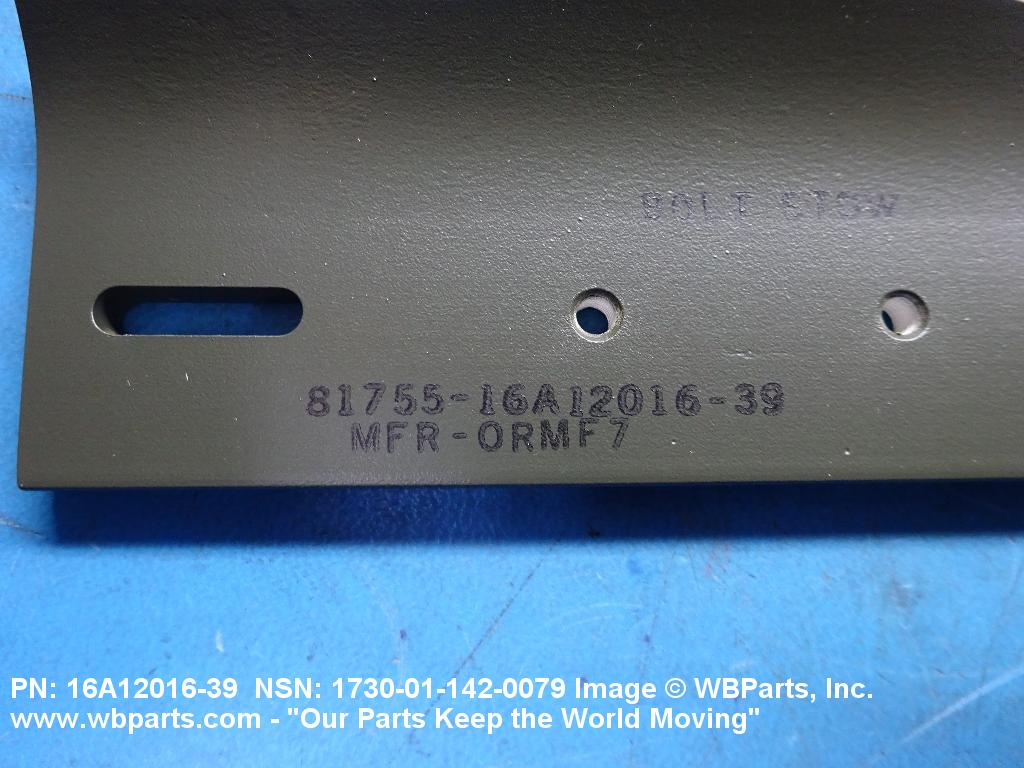 BOLT STOW
81755-16A12016-39
MFR-0RMF7
PN: 16A12016-39 NSN: 1730-01-142-0079 Image © WBParts, Inc.
www.wbparts.com - "Our Parts Keep the World Moving"